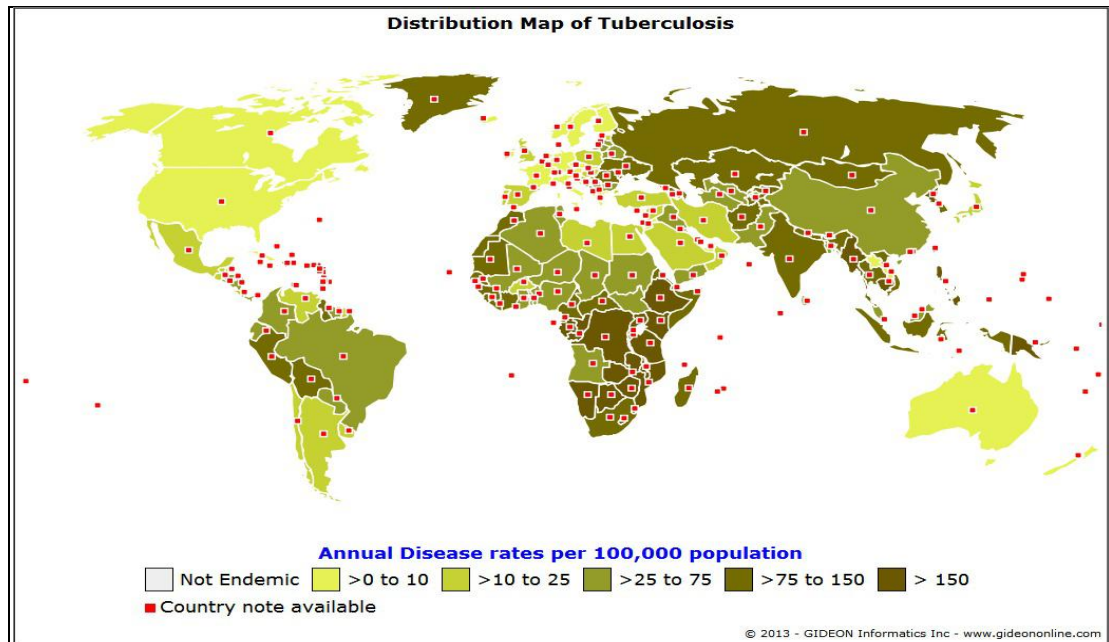 Distribution Map of Tuberculosis
Annual Disease rates per 100,000 population
Not Endemic >0 to 10 >10 to 25 >25 to 75 >75 to 150 > 150
Country note available
© 2013 - GIDEON Informatics Inc - www.gideononline.com